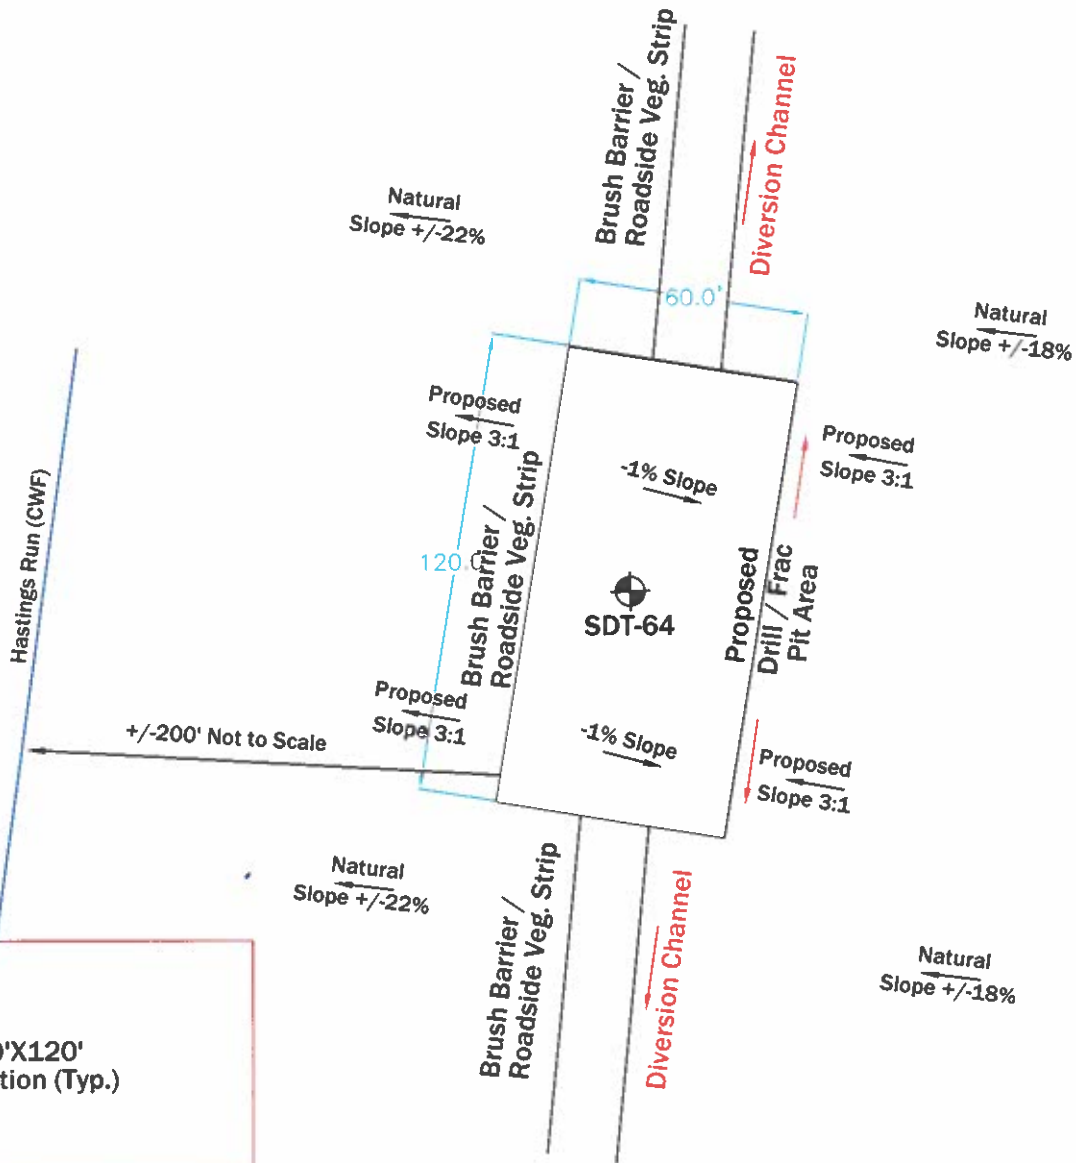 Brush Barrier /
Roadside Veg. Strip
Diversion Channel
Natural
Slope +/-22%
60.0'
Natural
Slope +/-18%
Proposed
Slope 3:1
Proposed
Slope 3:1
-1% Slope
Hastings Run (CWF)
120.0
Brush Barrier /
Roadside Veg. Strip
SDT-64
Proposed
Drill / Frac
Pit Area
Proposed
Slope 3:1
+/-200' Not to Scale
-1% Slope
Proposed
Slope 3:1
Natural
Slope +/-22%
Brush Barrier /
Roadside Veg. Strip
Diversion Channel
Natural
Slope +/-18%
'X120'
tion (Typ.)